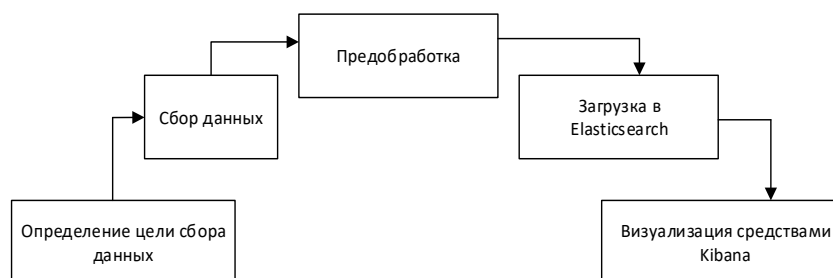 Предобработка
Сбор данных
Загрузка в
Elasticsearch
Определение цели сбора
данных
Визуализация средствами
Kibana